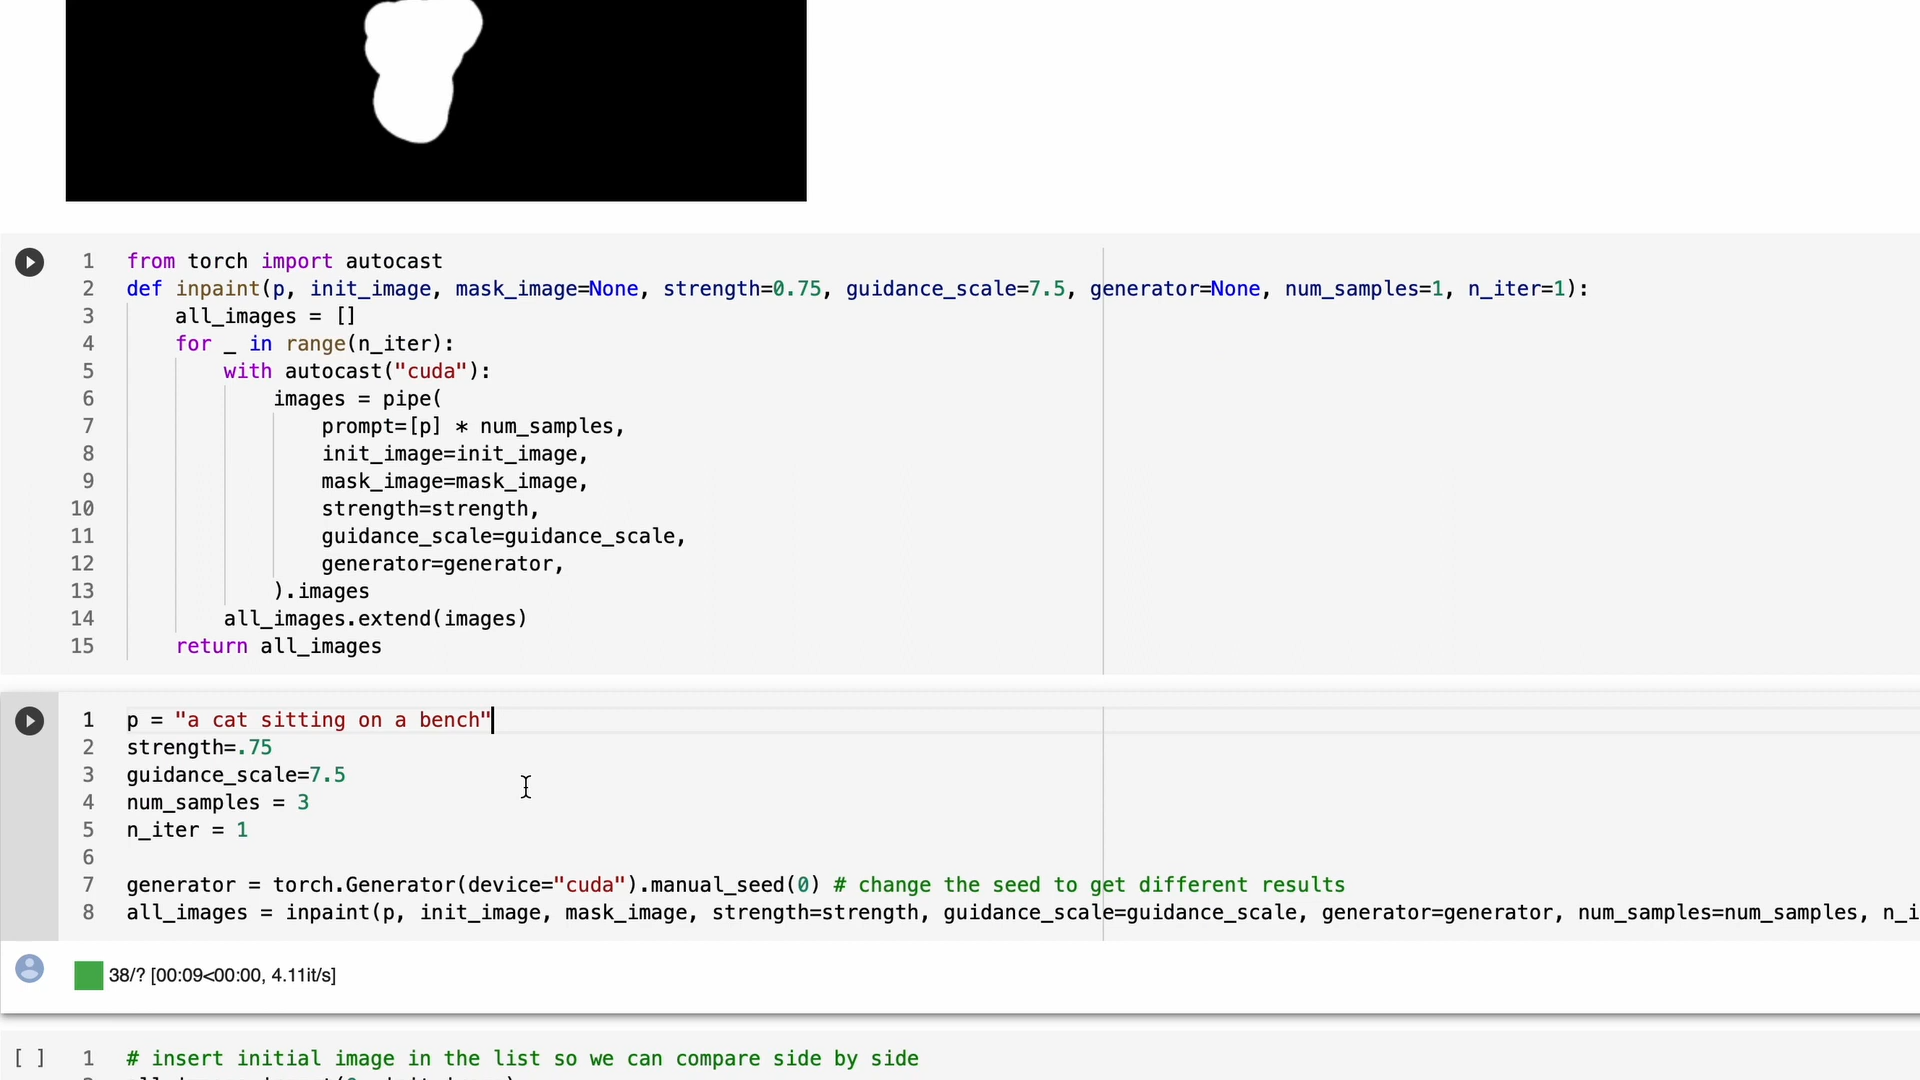 1 from torch import autocast
2 def inpaint(p, init_image, mask_image=None, strength=0.75, guidance_scale=7.5, generator=None, num_samples=1, n_iter=1):
3     all_images = []
4     for _ in range(n_iter):
5         with autocast("cuda"):
6             images = pipe(
7                 prompt=[p] * num_samples,
8                 init_image=init_image,
9                 mask_image=mask_image,
10                 strength=strength,
11                 guidance_scale=guidance_scale,
12                 generator=generator,
13             ).images
14         all_images.extend(images)
15     return all_images
1 p = "a cat sitting on a bench"
2 strength=.75
3 guidance_scale=7.5
4 num_samples = 3
5 n_iter = 1
6
7 generator = torch.Generator(device="cuda").manual_seed(0) # change the seed to get different results
8 all_images = inpaint(p, init_image, mask_image, strength=strength, guidance_scale=guidance_scale, generator=generator, num_samples=num_samples, n_i
38/? [00:09<00:00, 4.11it/s]
[ ] 1 # insert initial image in the list so we can compare side by side